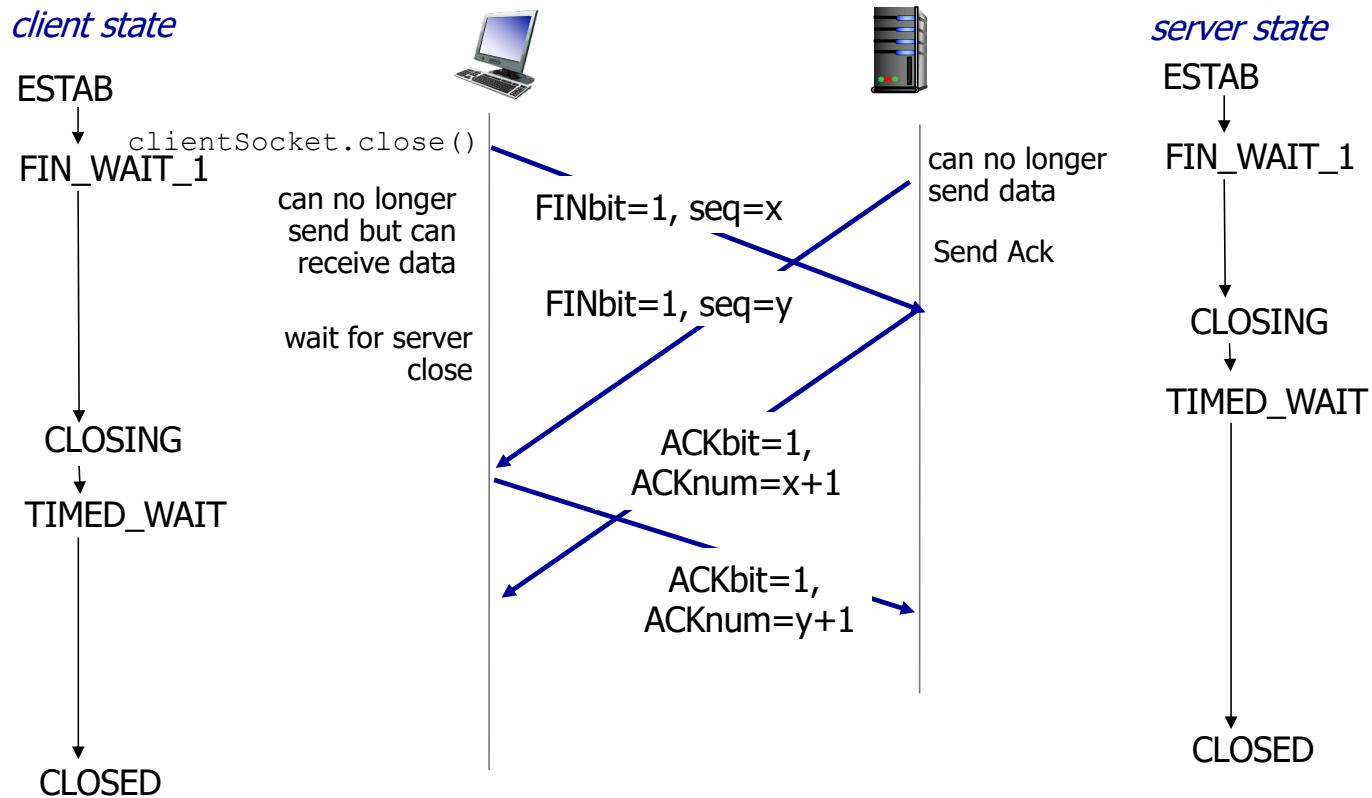 client state
server state
ESTAB
ESTAB
clientSocket.close()
FIN_WAIT_1
can no longer
send data
FIN_WAIT_1
can no longer
send but can
receive data
FINbit=1, seq=x
Send Ack
FINbit=1, seq=y
CLOSING
wait for server
close
TIMED_WAIT
CLOSING
ACKbit=1,
ACKnum=x+1
TIMED_WAIT
ACKbit=1,
ACKnum=y+1
CLOSED
CLOSED